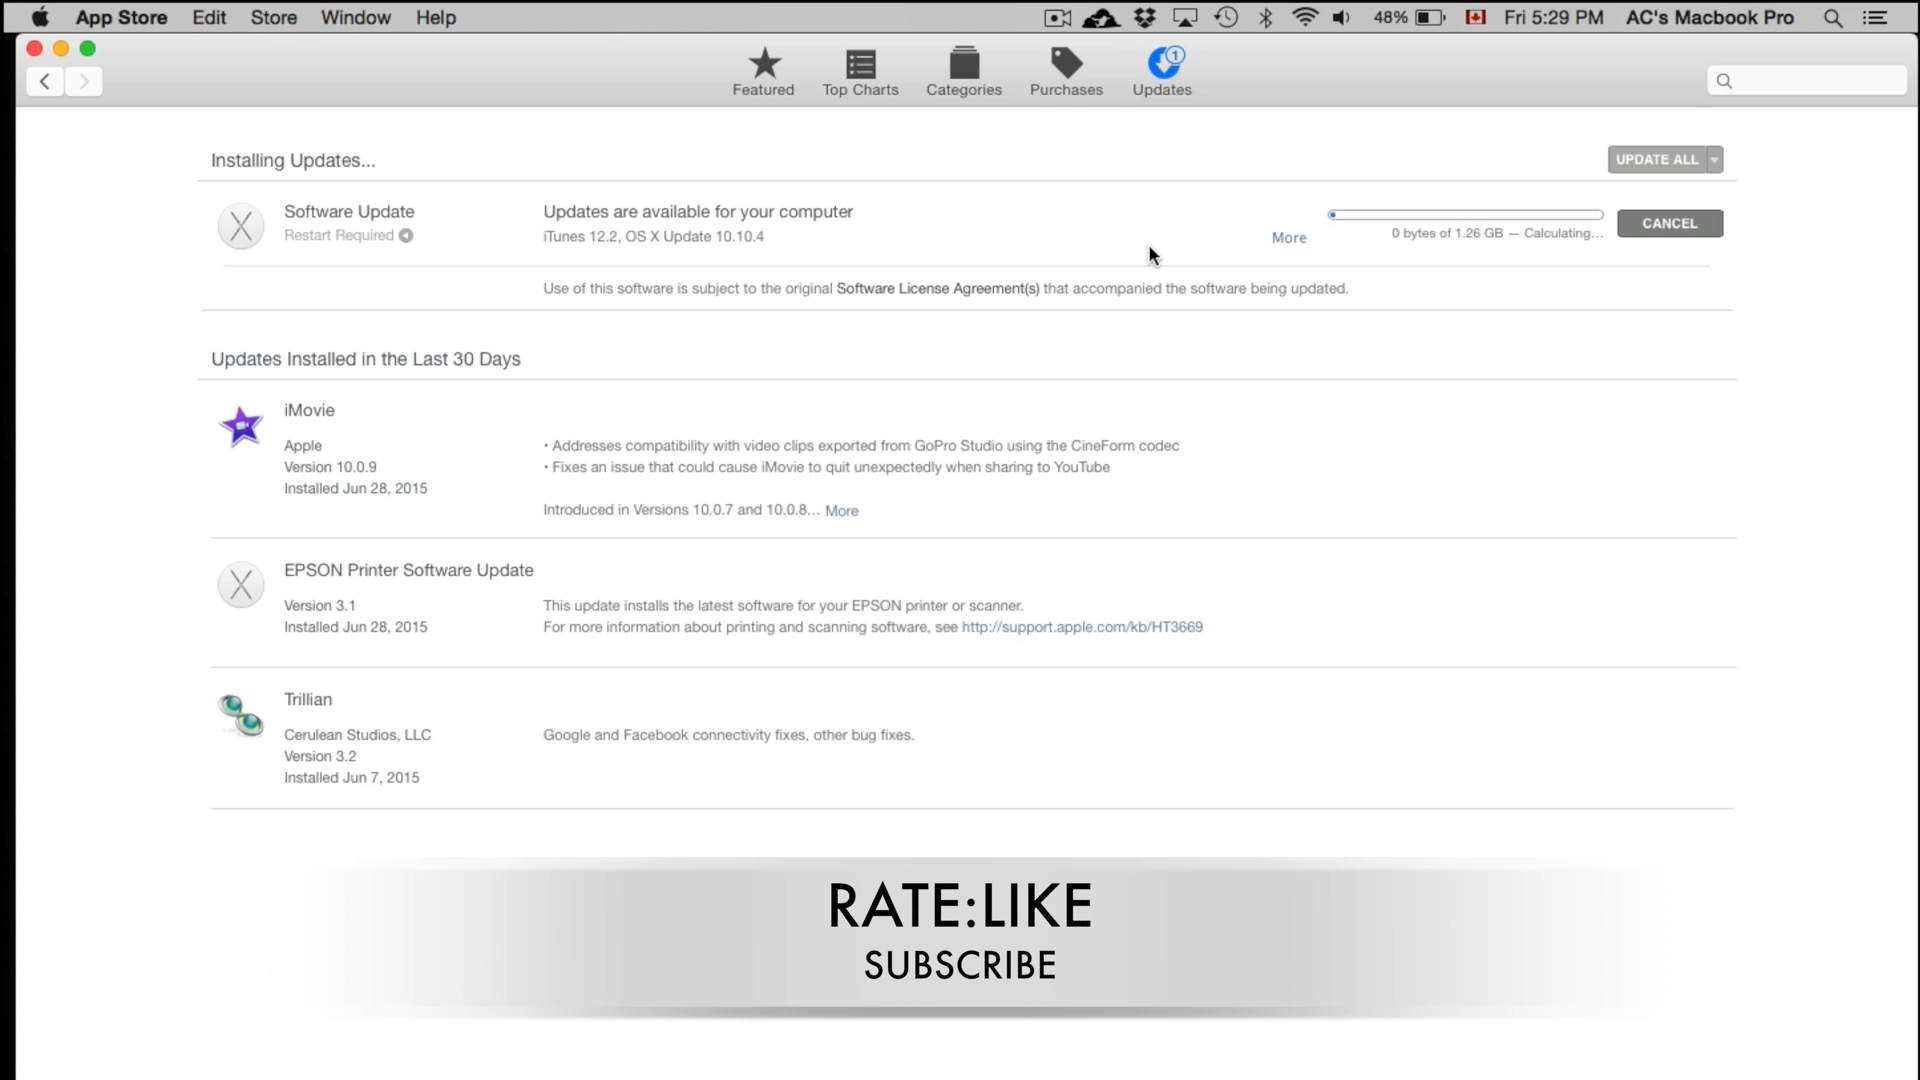 App Store Edit Store Window Help 48% Fri 5:29 PM AC's Macbook Pro
Featured Top Charts Categories Purchases Updates 1
Installing Updates... UPDATE ALL
Software Update Updates are available for your computer
Restart Required iTunes 12.2, OS X Update 10.10.4 More 0 bytes of 1.26 GB — Calculating... CANCEL
Use of this software is subject to the original Software License Agreement(s) that accompanied the software being updated.
Updates Installed in the Last 30 Days
iMovie
Apple • Addresses compatibility with video clips exported from GoPro Studio using the CineForm codec
Version 10.0.9 • Fixes an issue that could cause iMovie to quit unexpectedly when sharing to YouTube
Installed Jun 28, 2015
Introduced in Versions 10.0.7 and 10.0.8... More
EPSON Printer Software Update
Version 3.1 This update installs the latest software for your EPSON printer or scanner.
Installed Jun 28, 2015 For more information about printing and scanning software, see http://support.apple.com/kb/HT3669
Trillian
Cerulean Studios, LLC Google and Facebook connectivity fixes, other bug fixes.
Version 3.2
Installed Jun 7, 2015
RATE:LIKE
SUBSCRIBE